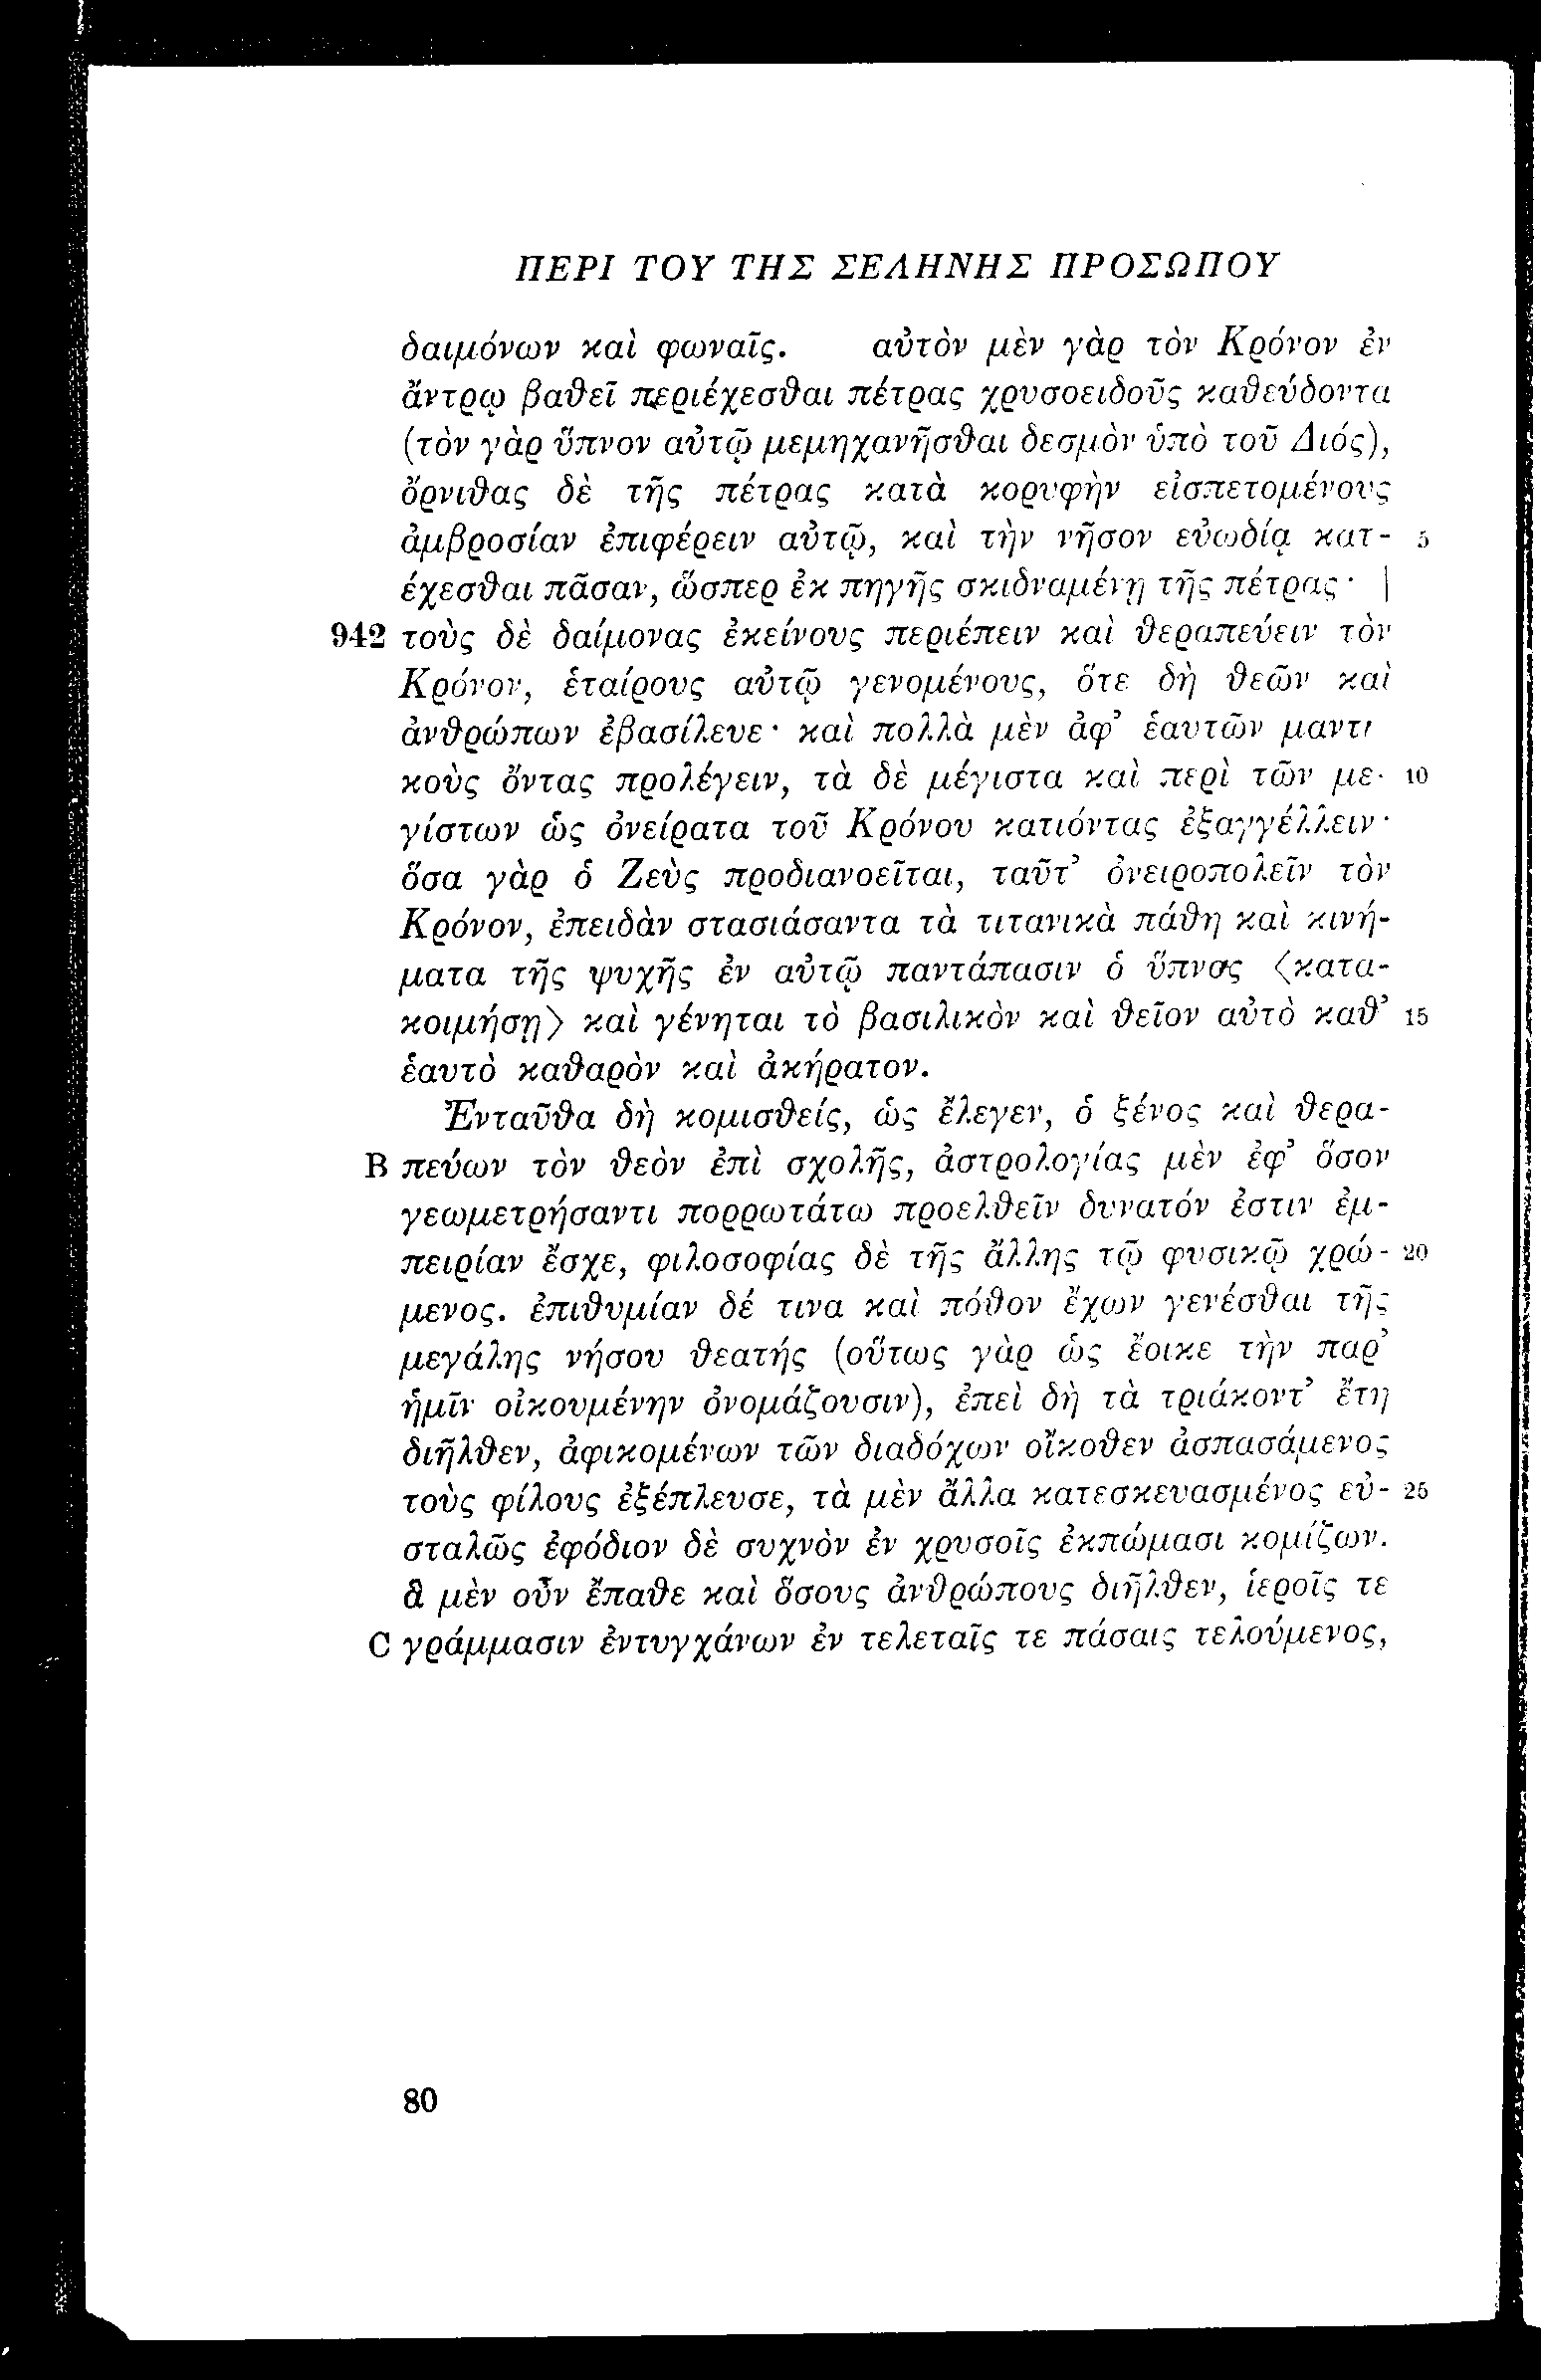 ΠΕΡΙ ΤΟΥ ΤΗΣ ΣΕΛΗΝΗΣ ΠΡΟΣΩΠΟΥ
δαιμόνων καὶ φωναῖς. αὐτὸν μὲν γὰρ τὸν Κρόνον ἐν
ἄντρῳ βαθεῖ περιέχεσθαι πέτρας χρυσοειδοῦς καθεύδοντα
(τὸν γὰρ ὕπνον αὐτῷ μεμηχανῆσθαι δεσμὸν ὑπὸ τοῦ Διός),
ὄρνιθας δὲ τῆς πέτρας κατὰ κορυφὴν εἰσπετομένους
ἀμβροσίαν ἐπιφέρειν αὐτῷ, καὶ τὴν νῆσον εὐωδίᾳ κατ- 5
έχεσθαι πᾶσαν, ὥσπερ ἐκ πηγῆς σκιδναμένῃ τῆς πέτρας· |
942 τοὺς δὲ δαίμονας ἐκείνους περιέπειν καὶ θεραπεύειν τὸν
Κρόνον, ἑταίρους αὐτῷ γενομένους, ὅτε δὴ θεῶν καὶ
ἀνθρώπων ἐβασίλευε· καὶ πολλὰ μὲν ἀφ’ ἑαυτῶν μαντι
κοὺς ὄντας προλέγειν, τὰ δὲ μέγιστα καὶ περὶ τῶν με- 10
γίστων ὡς ὀνείρατα τοῦ Κρόνου κατιόντας ἐξαγγέλλειν·
ὅσα γὰρ ὁ Ζεὺς προδιανοεῖται, ταῦτ’ ὀνειροπολεῖν τὸν
Κρόνον, ἐπειδὰν στασιάσαντα τὰ τιτανικὰ πάθη καὶ κινή-
ματα τῆς ψυχῆς ἐν αὐτῷ παντάπασιν ὁ ὕπνος ⟨κατα-
κοιμήσῃ⟩ καὶ γένηται τὸ βασιλικὸν καὶ θεῖον αὐτὸ καθ’ 15
ἑαυτὸ καθαρὸν καὶ ἀκήρατον.
Ἐνταῦθα δὴ κομισθείς, ὡς ἔλεγεν, ὁ ξένος καὶ θερα-
B πεύων τὸν θεὸν ἐπὶ σχολῆς, ἀστρολογίας μὲν ἐφ’ ὅσον
γεωμετρήσαντι πορρωτάτω προελθεῖν δυνατόν ἐστιν ἐμ-
πειρίαν ἔσχε, φιλοσοφίας δὲ τῆς ἄλλης τῷ φυσικῷ χρώ- 20
μενος. ἐπιθυμίαν δέ τινα καὶ πόθον ἔχων γενέσθαι τῆς
μεγάλης νήσου θεατής (οὕτως γὰρ ὡς ἔοικε τὴν παρ’
ἡμῖν οἰκουμένην ὀνομάζουσιν), ἐπεὶ δὴ τὰ τριάκοντ’ ἔτη
διῆλθεν, ἀφικομένων τῶν διαδόχων οἴκοθεν ἀσπασάμενος
τοὺς φίλους ἐξέπλευσε, τὰ μὲν ἄλλα κατεσκευασμένος εὐ- 25
σταλῶς ἐφόδιον δὲ συχνὸν ἐν χρυσοῖς ἐκπώμασι κομίζων.
ἃ μὲν οὖν ἔπαθε καὶ ὅσους ἀνθρώπους διῆλθεν, ἱεροῖς τε
C γράμμασιν ἐντυγχάνων ἐν τελεταῖς τε πάσαις τελούμενος,
80